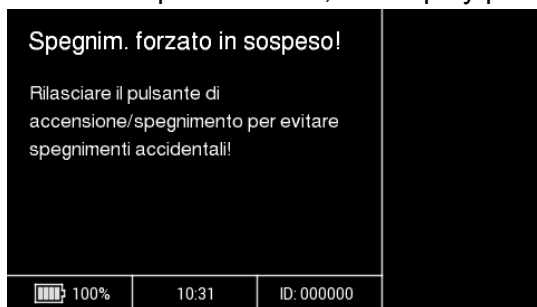 Spegnim. forzato in sospeso!
Rilasciare il pulsante di
accensione/spegnimento per evitare
spegnimenti accidentali!
100%
10:31
ID: 000000